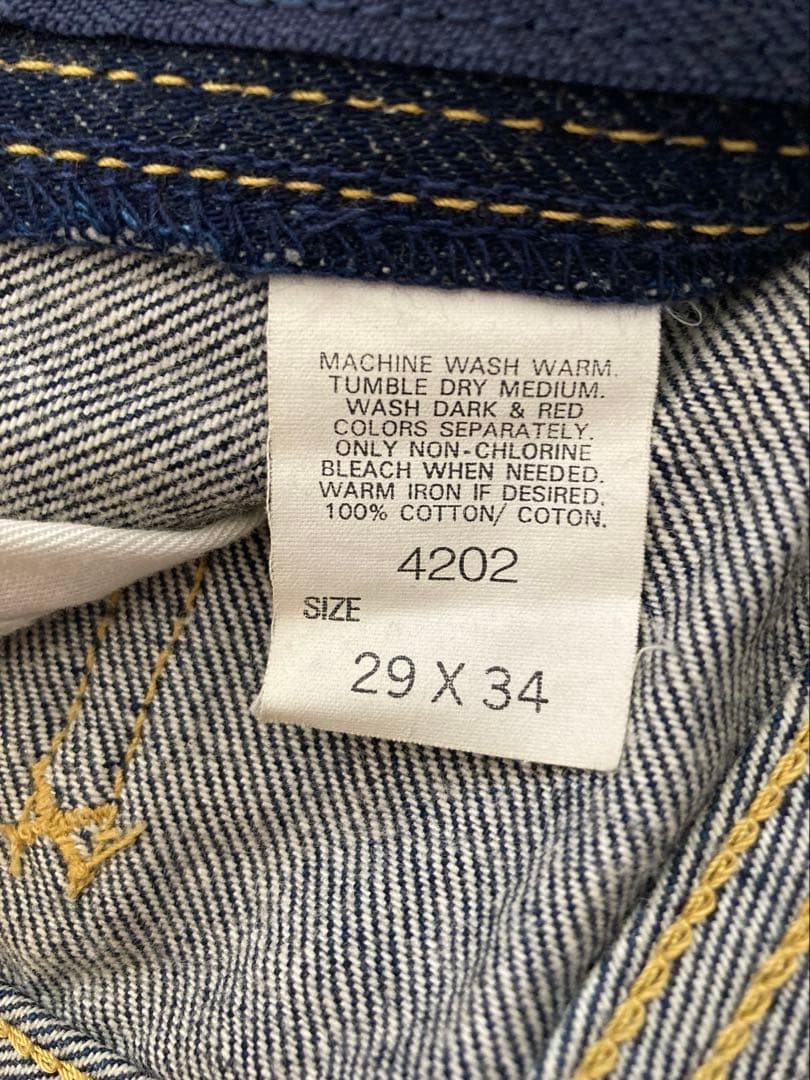 MACHINE WASH WARM.
TUMBLE DRY MEDIUM.
WASH DARK & RED
COLORS SEPARATELY.
ONLY NON-CHLORINE
BLEACH WHEN NEEDED.
WARM IRON IF DESIRED.
100% COTTON/ COTON.
4202
SIZE
29 X 34